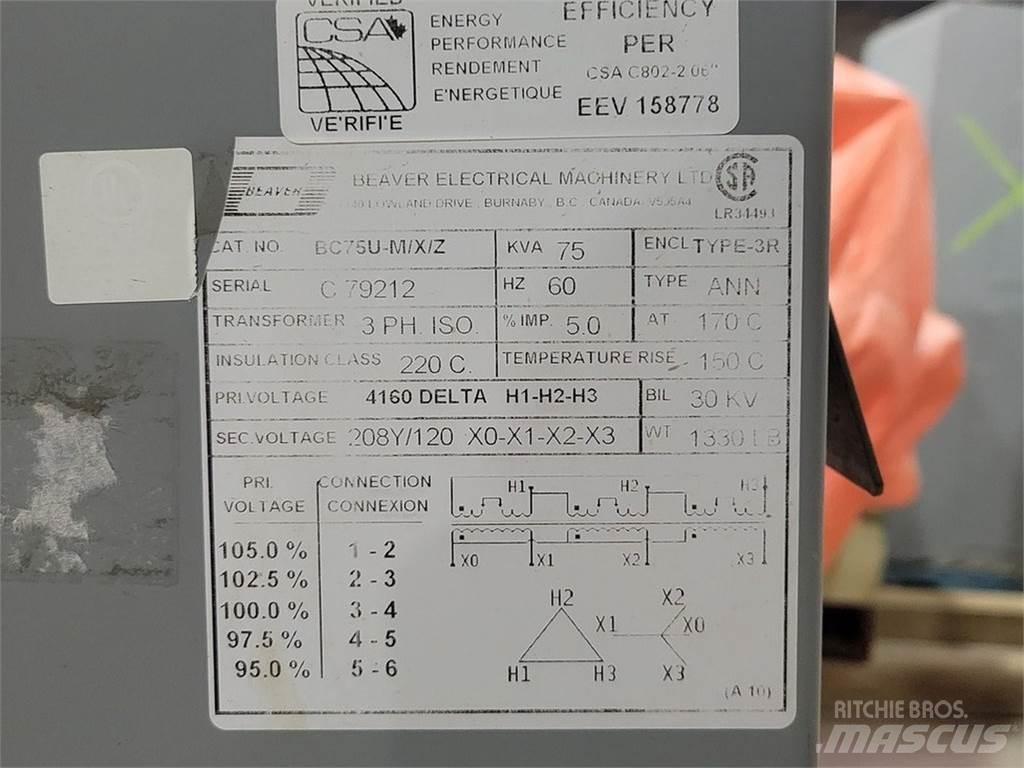 VERIFIED
CSA
VE'RIFI'E
ENERGY
PERFORMANCE
RENDEMENT
E'NERGETIQUE
EFFICIENCY
PER
CSA C802-2 06"
EEV 158778
BEAVER
BEAVER ELECTRICAL MACHINERY LTD
LOWLAND DRIVE, BURNABY, B.C., CANADA
LR34493
CAT. NO. BC75U-M/X/Z KVA 75 ENCL TYPE-3R
SERIAL C 79212 HZ 60 TYPE ANN
TRANSFORMER 3 PH. ISO. % IMP. 5.0 AT 170 C
INSULATION CLASS 220 C. TEMPERATURE RISE 150 C
PRI.VOLTAGE 4160 DELTA H1-H2-H3 BIL 30 KV
SEC.VOLTAGE 208Y/120 X0-X1-X2-X3 WT 1330 LB
PRI. VOLTAGE CONNECTION CONNEXION
105.0 % 1 - 2
102.5 % 2 - 3
100.0 % 3 - 4
97.5 % 4 - 5
95.0 % 5 - 6
H1 H2 H3
X0 X1 X2 X3
H2 X2
X1 X0
H1 H3 X3
(A 10)
RITCHIE BROS.
MASCUS